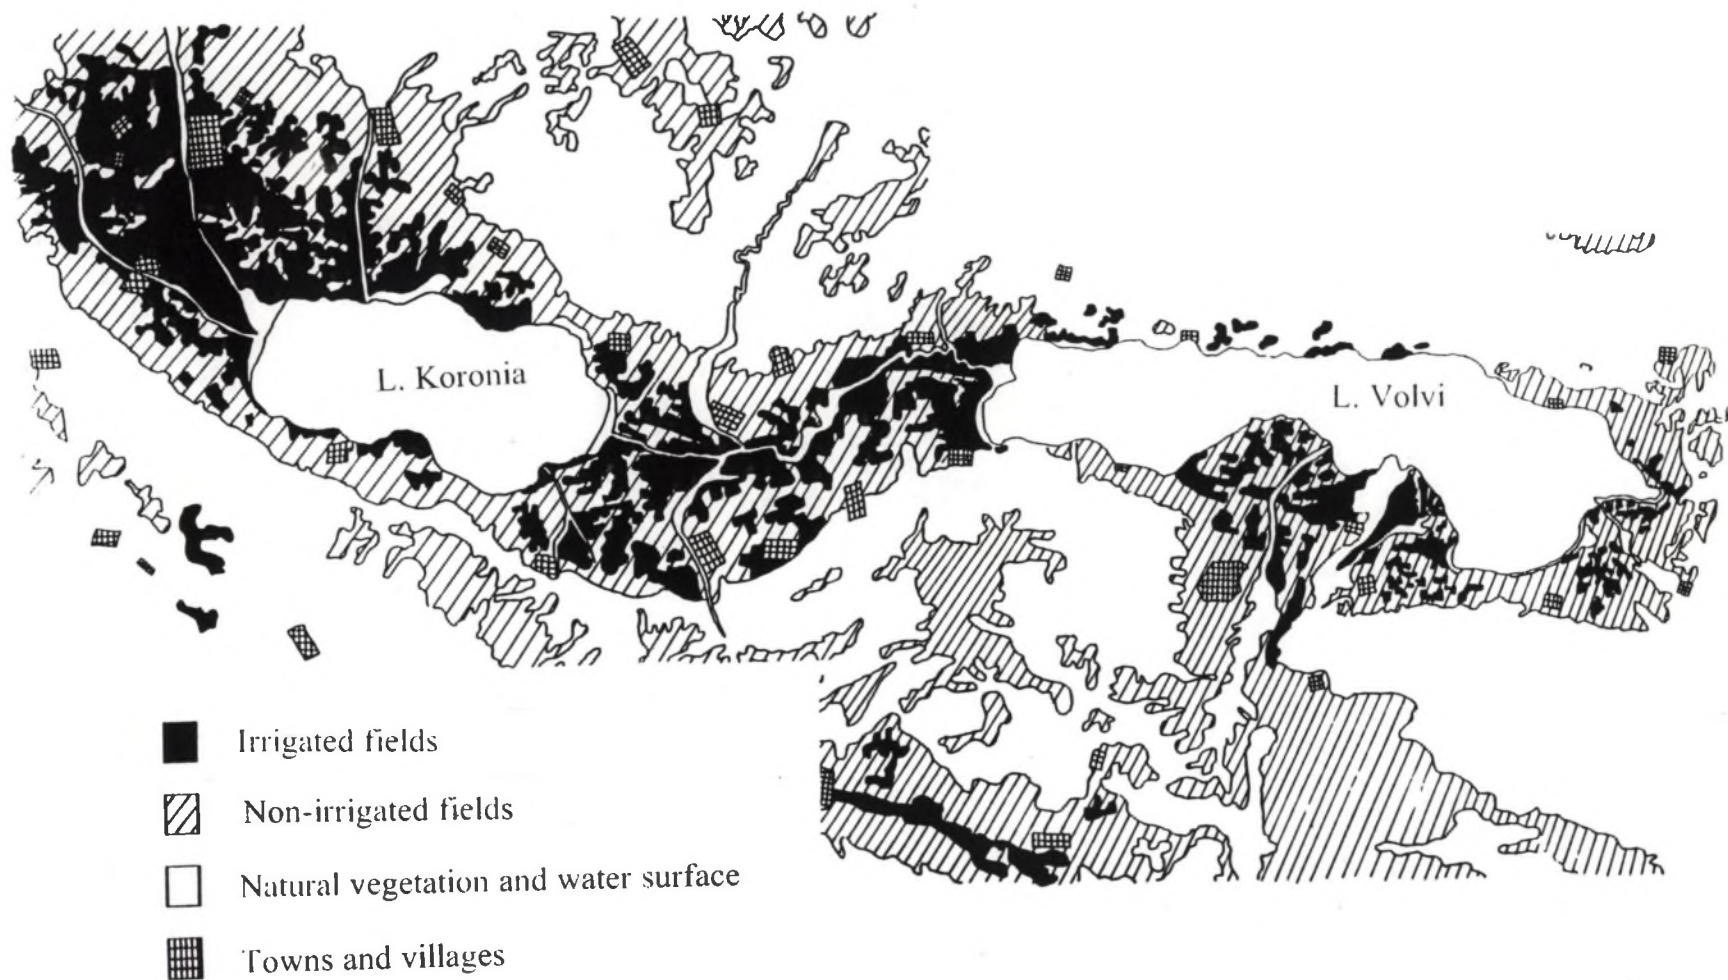 L. Koronia
L. Volvi
Irrigated fields
Non-irrigated fields
Natural vegetation and water surface
Towns and villages